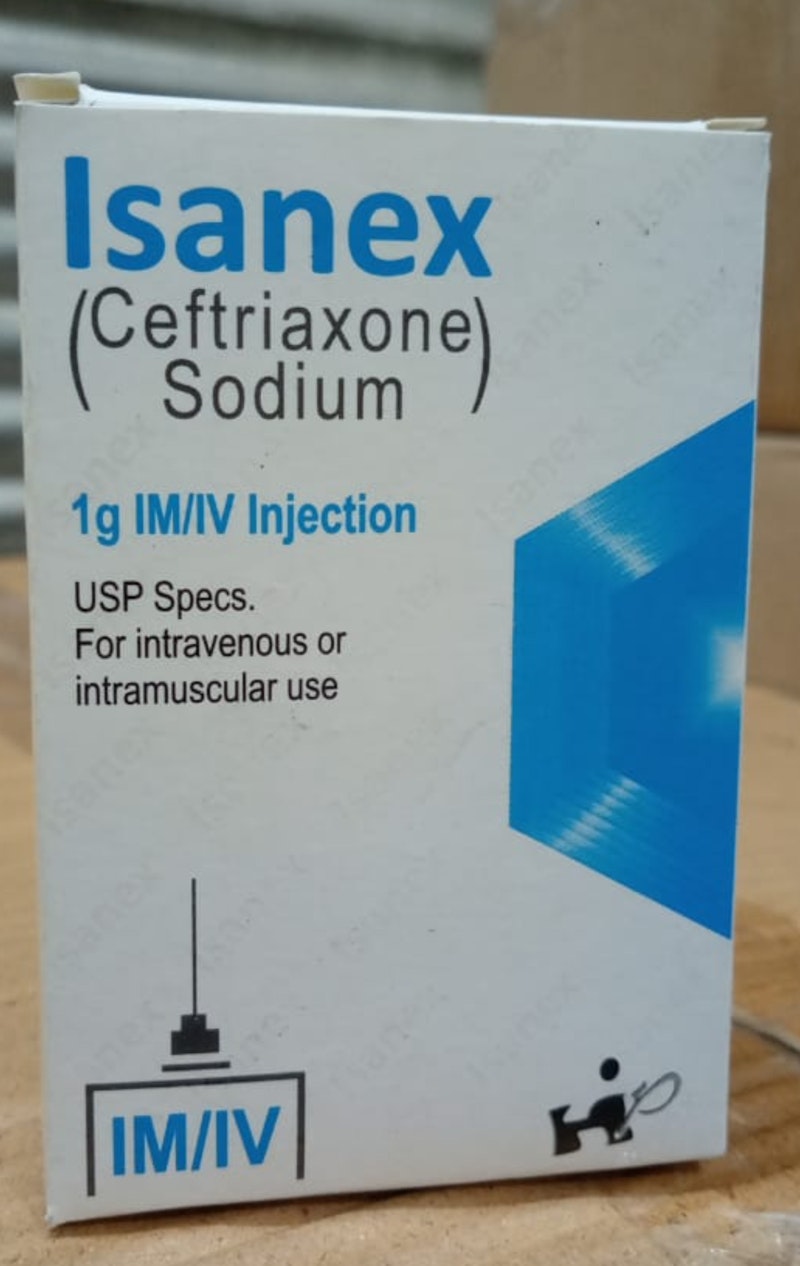 Isanex
(Ceftriaxone)
Sodium
1g IM/IV Injection
USP Specs.
For intravenous or
intramuscular use
IM/IV